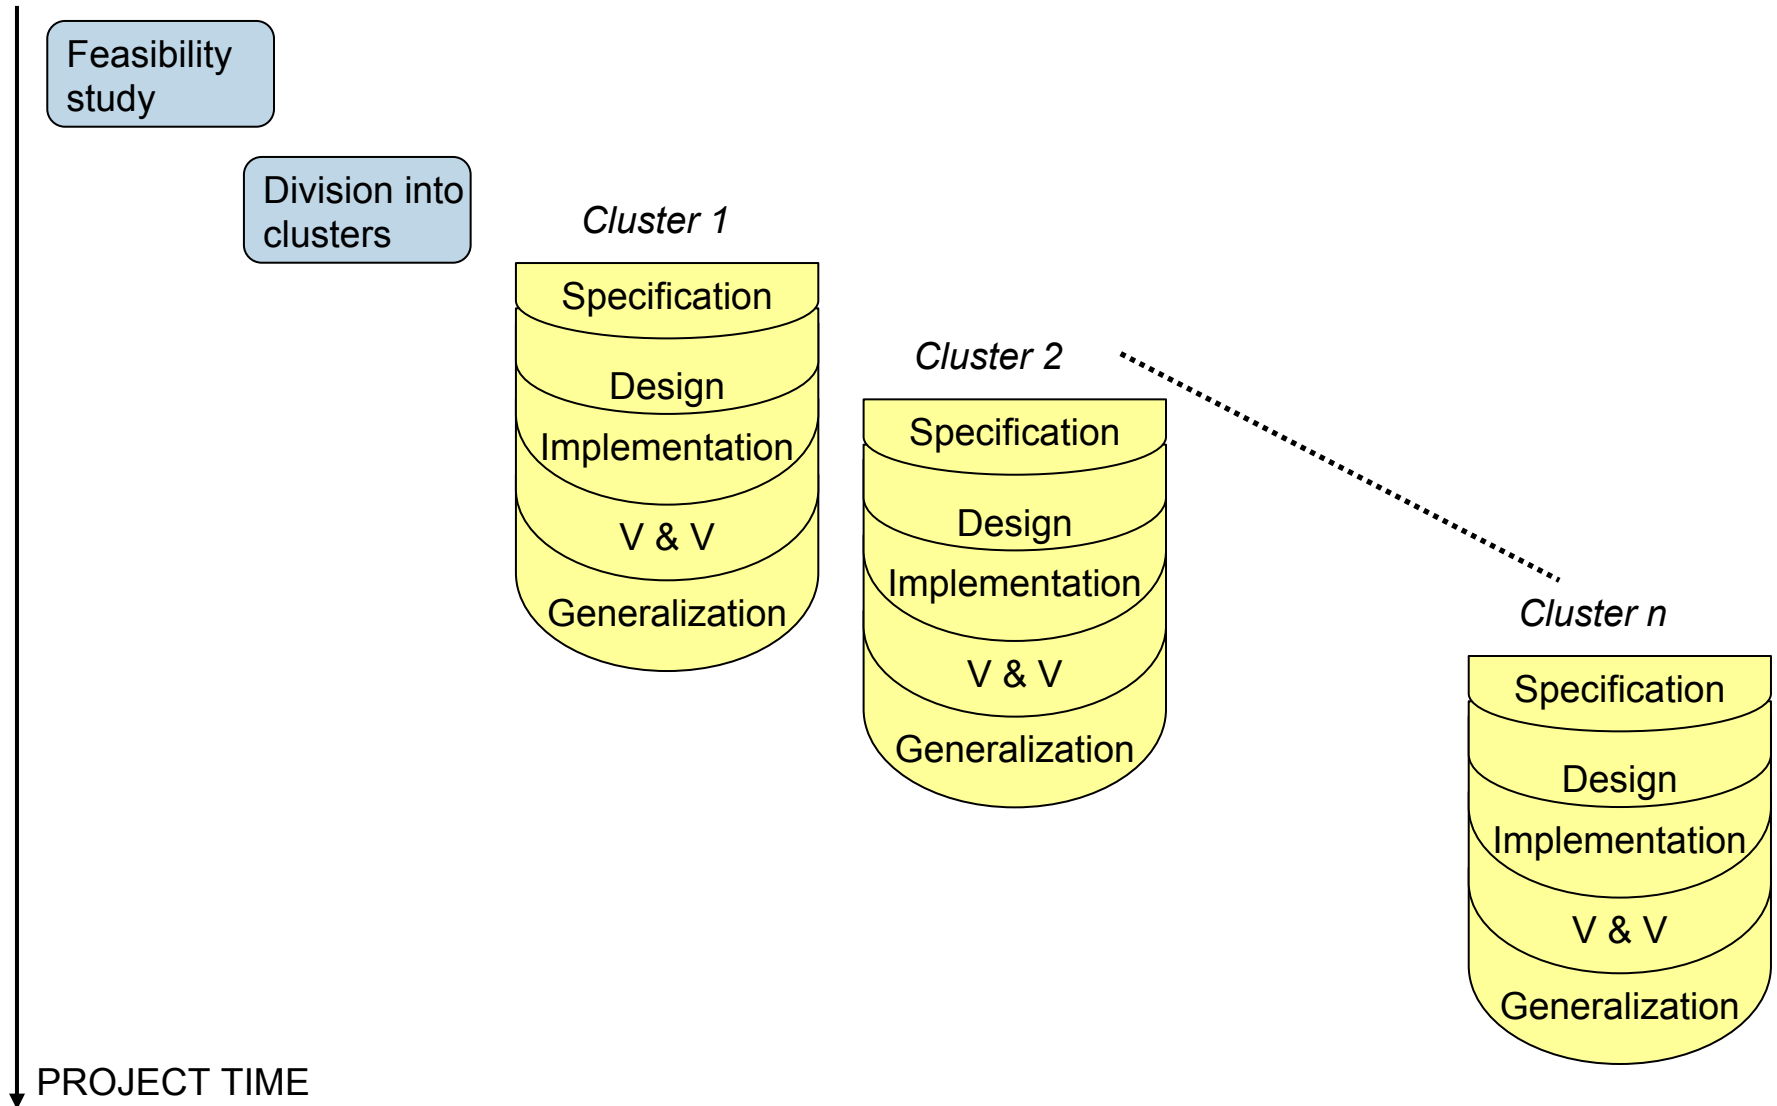 Feasibility
study
Division into
clusters
Cluster 1
Specification
Design
Implementation
V & V
Generalization
Cluster 2
Specification
Design
Implementation
V & V
Generalization
Cluster n
Specification
Design
Implementation
V & V
Generalization
PROJECT TIME